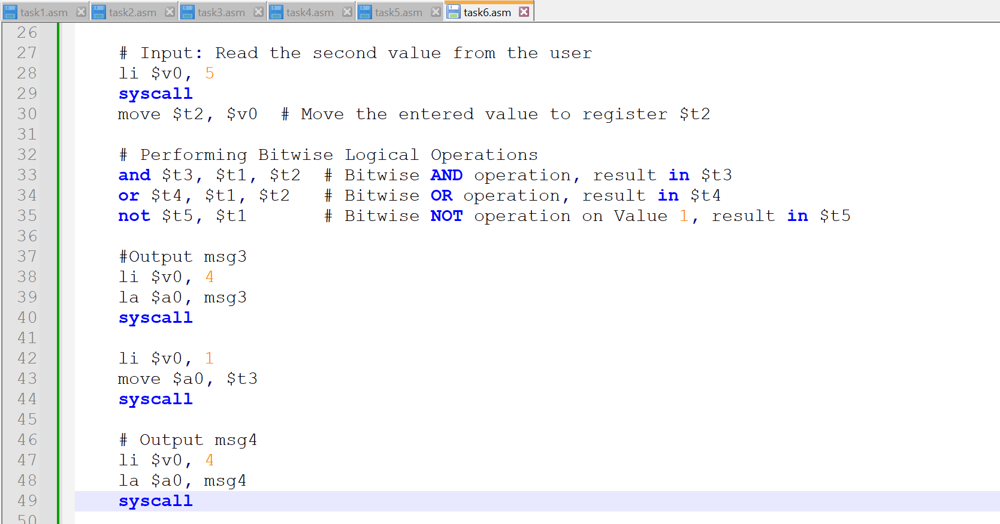 task1.asm task2.asm task3.asm task4.asm task5.asm task6.asm
26
27 # Input: Read the second value from the user
28 li $v0, 5
29 syscall
30 move $t2, $v0  # Move the entered value to register $t2
31
32 # Performing Bitwise Logical Operations
33 and $t3, $t1, $t2  # Bitwise AND operation, result in $t3
34 or $t4, $t1, $t2   # Bitwise OR operation, result in $t4
35 not $t5, $t1       # Bitwise NOT operation on Value 1, result in $t5
36
37 #Output msg3
38 li $v0, 4
39 la $a0, msg3
40 syscall
41
42 li $v0, 1
43 move $a0, $t3
44 syscall
45
46 # Output msg4
47 li $v0, 4
48 la $a0, msg4
49 syscall
50